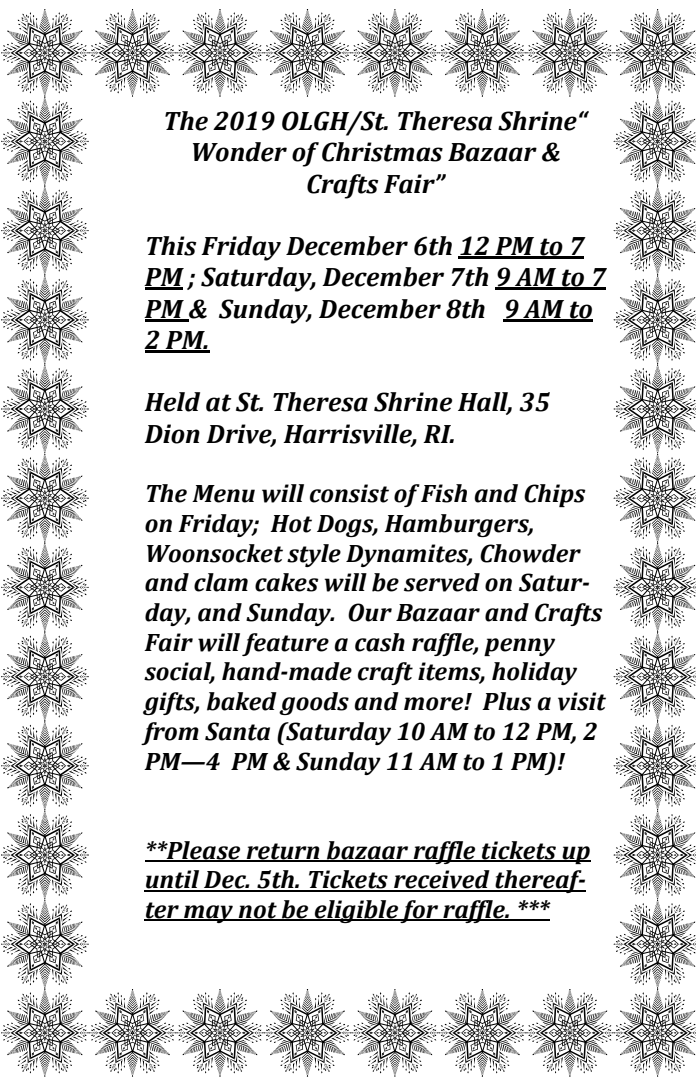 The 2019 OLGH/St. Theresa Shrine“
Wonder of Christmas Bazaar &
Crafts Fair”
This Friday December 6th 12 PM to 7
PM ; Saturday, December 7th 9 AM to 7
PM & Sunday, December 8th 9 AM to
2 PM.
Held at St. Theresa Shrine Hall, 35
Dion Drive, Harrisville, RI.
The Menu will consist of Fish and Chips
on Friday; Hot Dogs, Hamburgers,
Woonsocket style Dynamites, Chowder
and clam cakes will be served on Satur-
day, and Sunday. Our Bazaar and Crafts
Fair will feature a cash raffle, penny
social, hand-made craft items, holiday
gifts, baked goods and more! Plus a visit
from Santa (Saturday 10 AM to 12 PM, 2
PM—4 PM & Sunday 11 AM to 1 PM)!
**Please return bazaar raffle tickets up
until Dec. 5th. Tickets received thereaf-
ter may not be eligible for raffle. ***